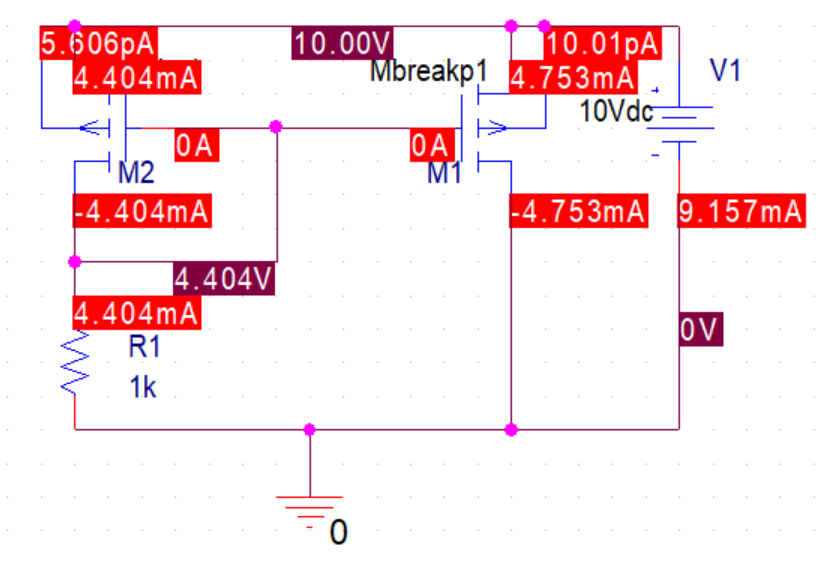 5.606pA
10.00V
10.01pA
4.404mA
Mbreakp1
4.753mA
V1
+
10Vdc
0A
0A
-
M2
M1
-4.404mA
-4.753mA
9.157mA
4.404V
4.404mA
0V
R1
1k
0